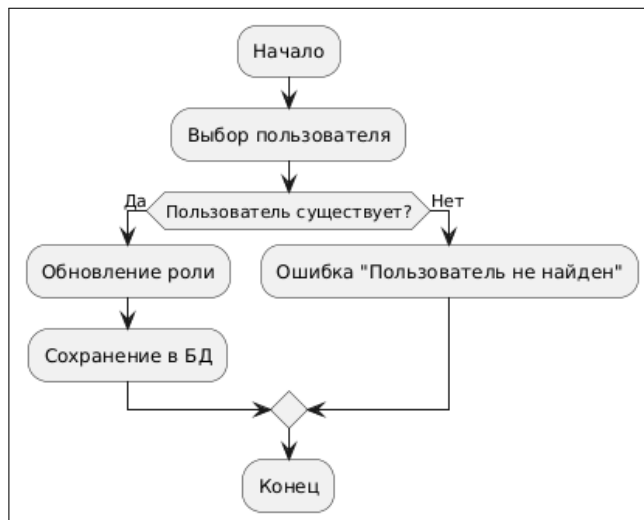 Начало
Выбор пользователя
Да
Пользователь существует?
Нет
Обновление роли
Ошибка "Пользователь не найден"
Сохранение в БД
Конец